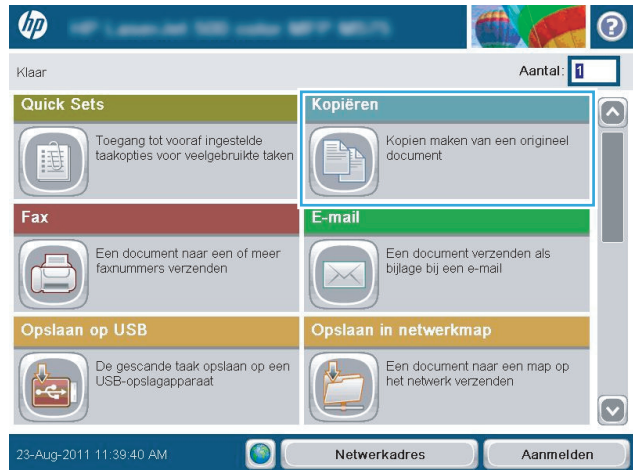 hp
Klaar
Aantal: 1
Quick Sets
Toegang tot vooraf ingestelde
taakopties voor veelgebruikte taken
Kopiëren
Kopien maken van een origineel
document
Fax
Een document naar een of meer
faxnummers verzenden
E-mail
Een document verzenden als
bijlage bij een e-mail
Opslaan op USB
De gescande taak opslaan op een
USB-opslagapparaat
Opslaan in netwerkmap
Een document naar een map op
het netwerk verzenden
23-Aug-2011 11:39:40 AM
Netwerkadres
Aanmelden